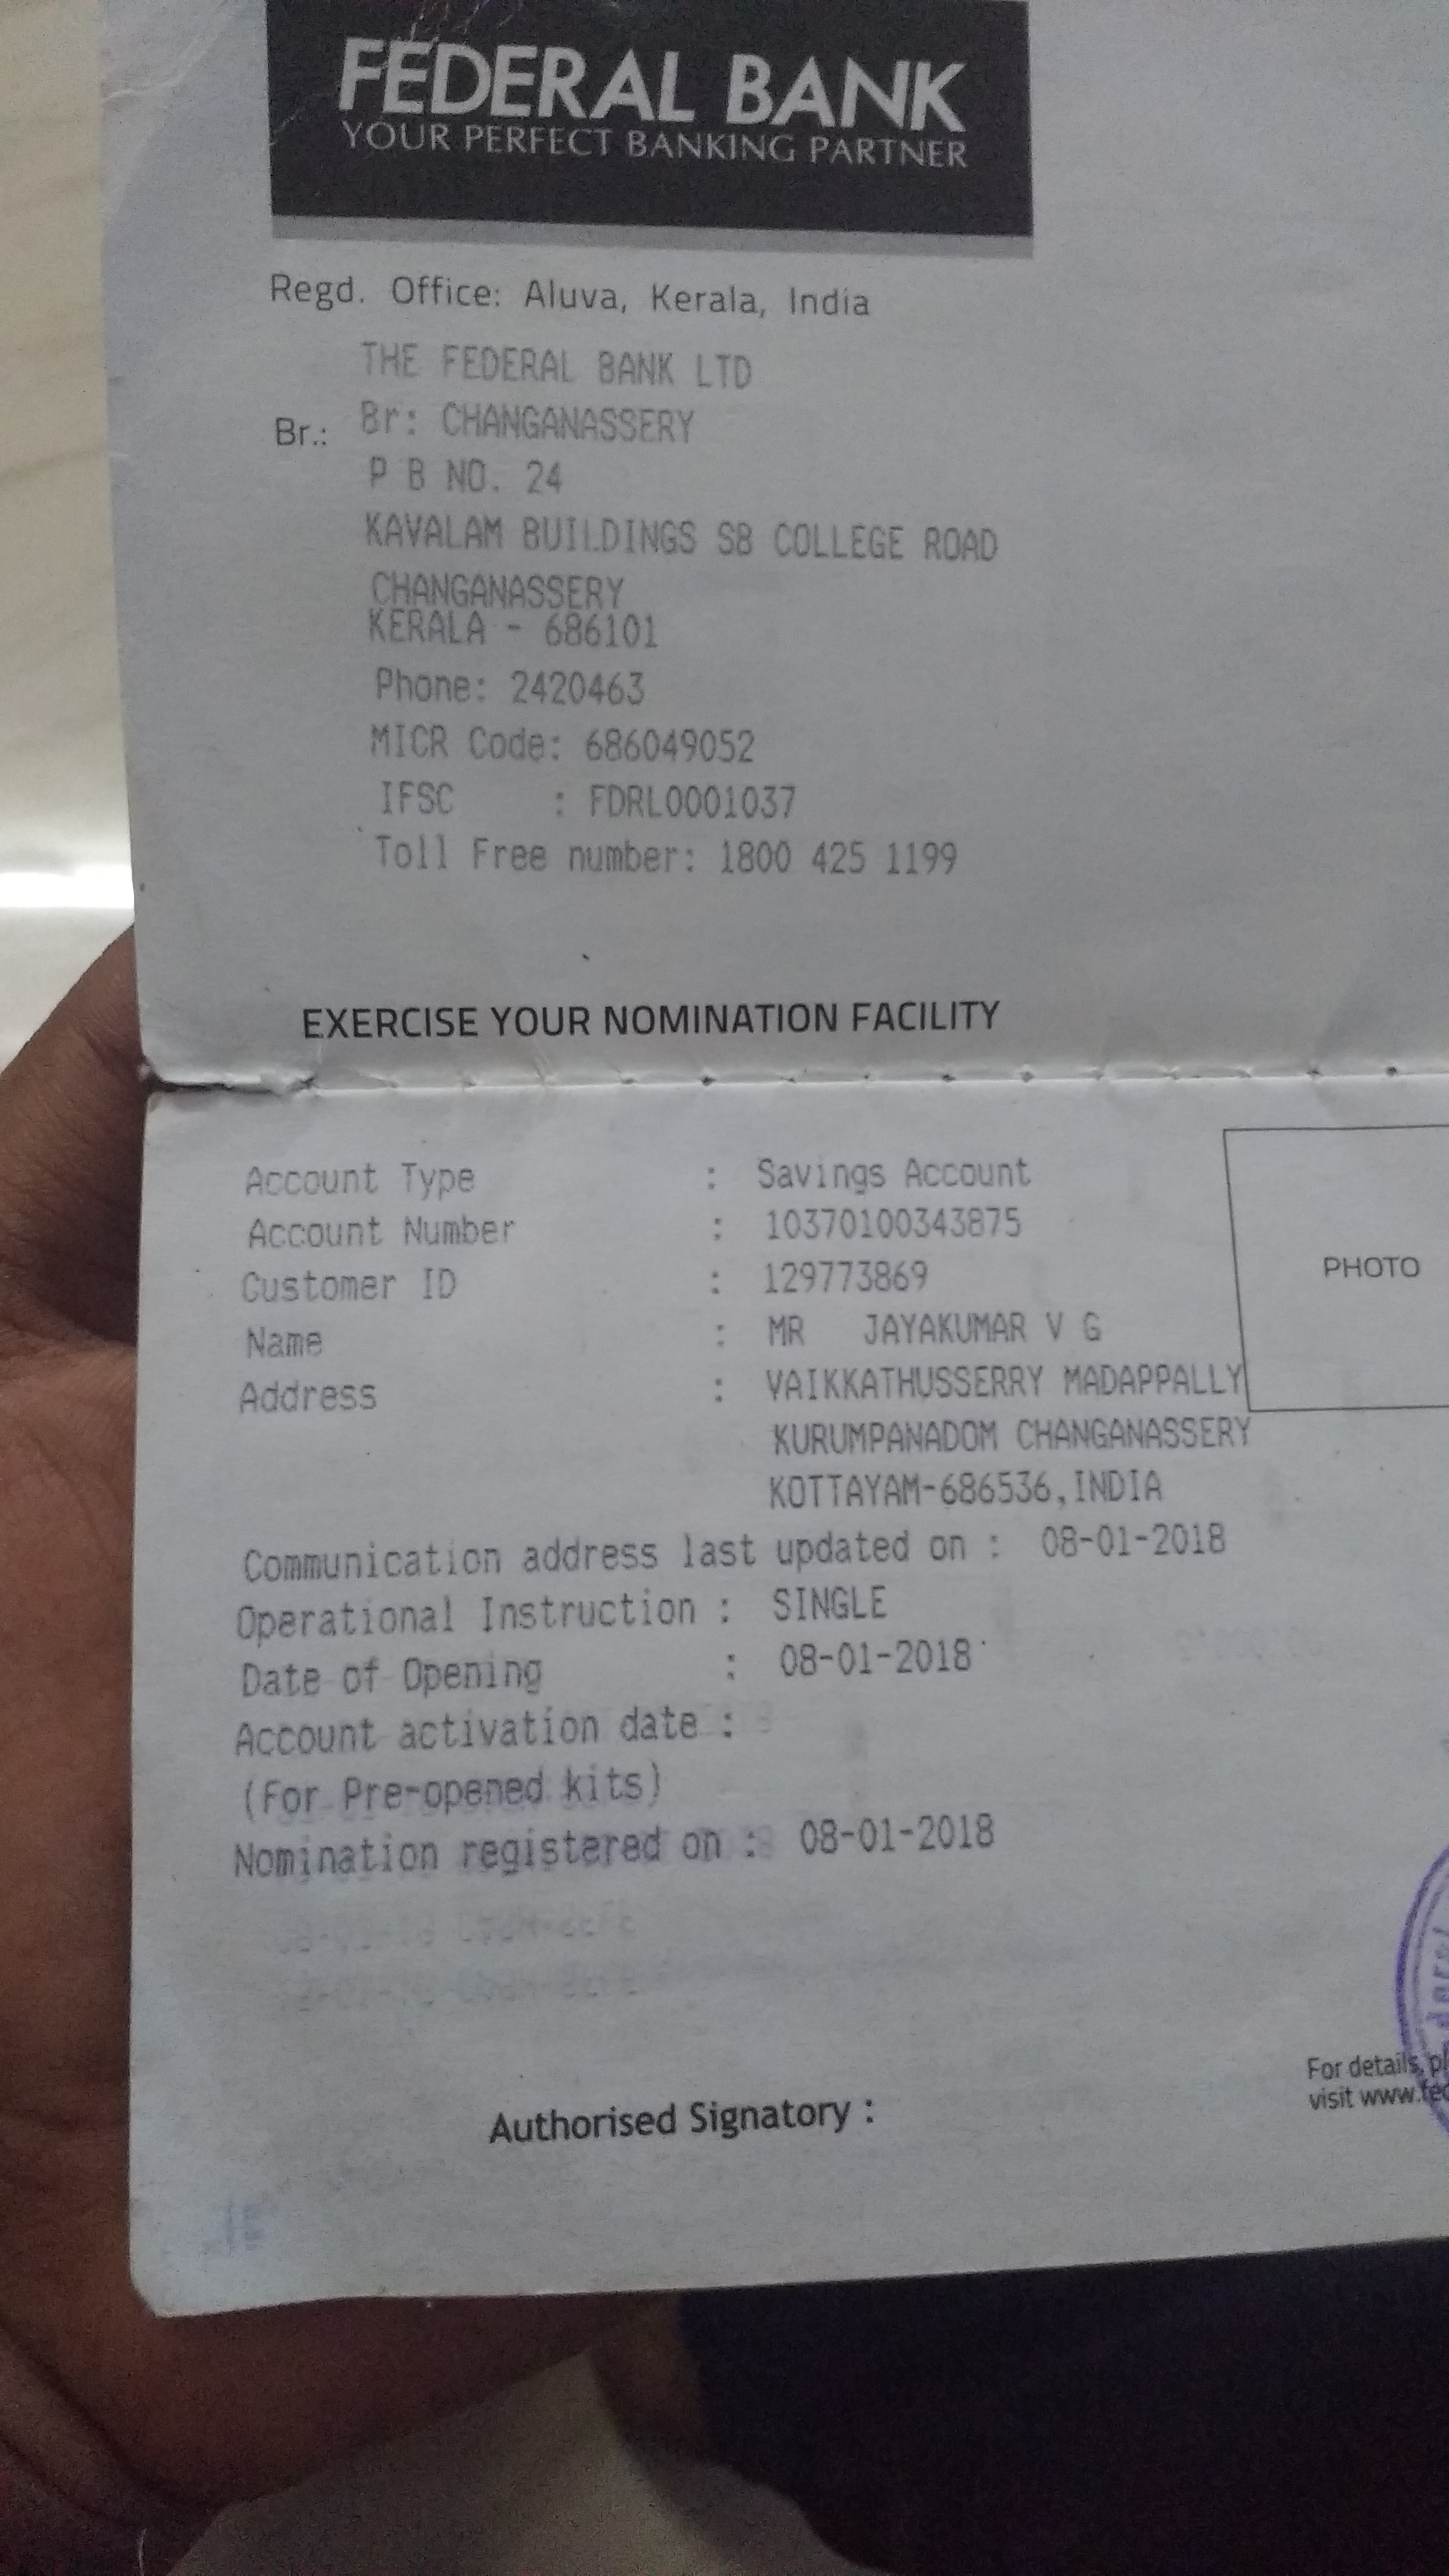 FEDERAL BANK
YOUR PERFECT BANKING PARTNER
Regd. Office: Aluva, Kerala, India
THE FEDERAL BANK LTD
Br.: Br: CHANGANASSERY
P B NO. 24
KAVALAM BUILDINGS SB COLLEGE ROAD
CHANGANASSERY
KERALA - 686101
Phone: 2420463
MICR Code: 686049052
IFSC : FDRL0001037
Toll Free number: 1800 425 1199
EXERCISE YOUR NOMINATION FACILITY
Account Type : Savings Account
Account Number : 10370100343875
Customer ID : 129773869
Name : MR JAYAKUMAR V G
Address : VAIKKATHUSSERRY MADAPPALLY
KURUMPANADOM CHANGANASSERY
KOTTAYAM-686536,INDIA
PHOTO
Communication address last updated on : 08-01-2018
Operational Instruction : SINGLE
Date of Opening : 08-01-2018
Account activation date :
(For Pre-opened kits)
Nomination registered on : 08-01-2018
For details,
visit
Authorised Signatory :